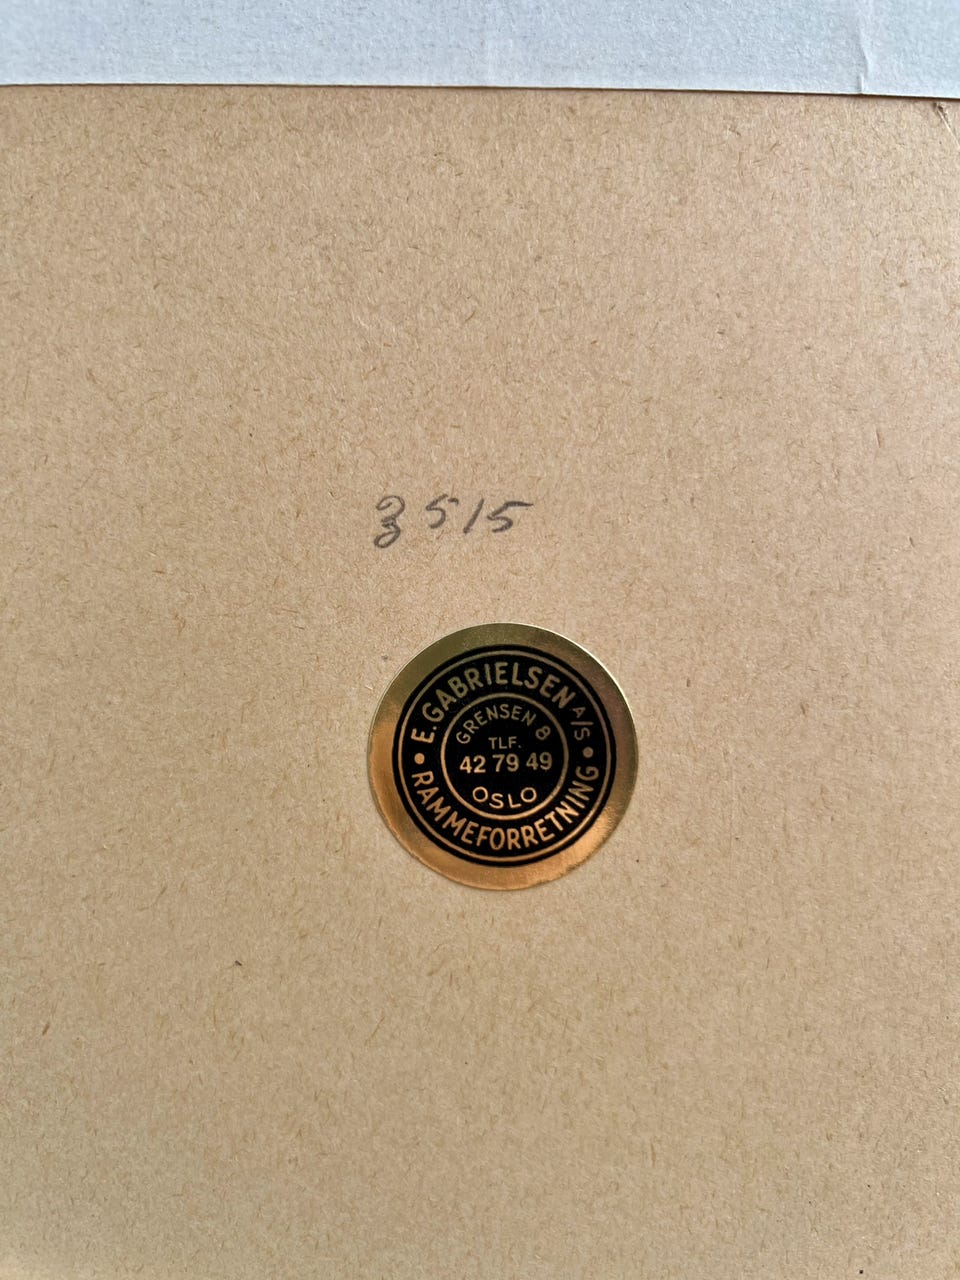 3515
E. GABRIELSEN A/S
GRENSEN 8
TLF.
42 79 49
OSLO
• RAMMEFORRETNING •